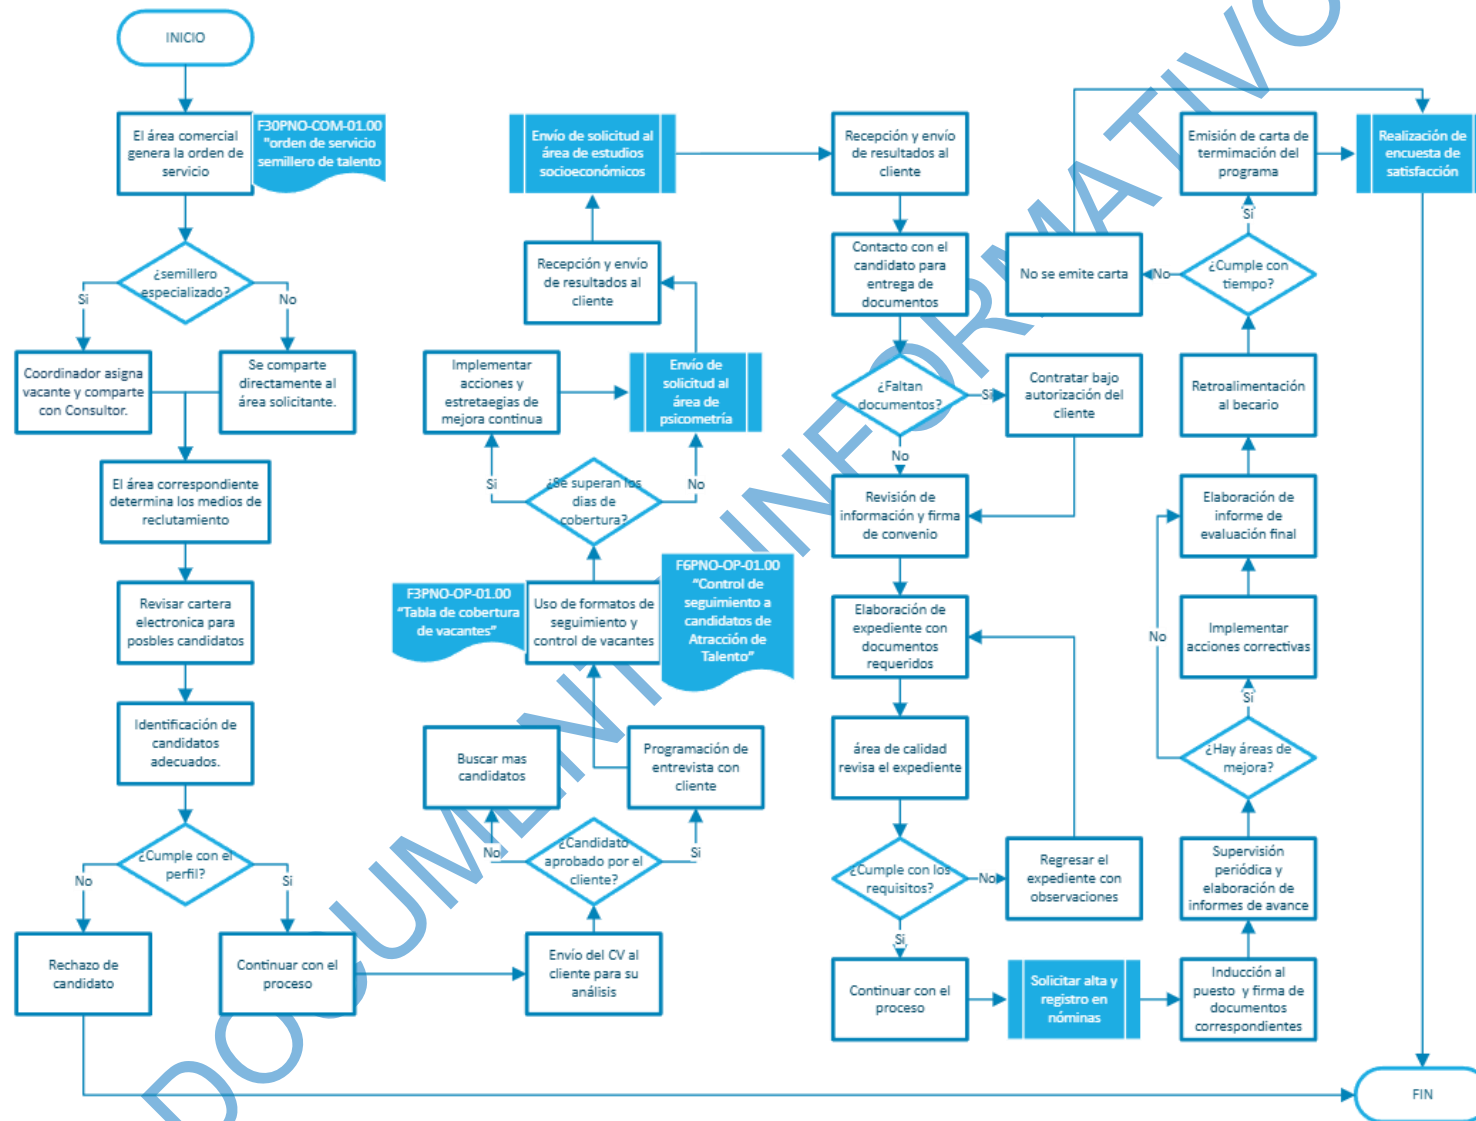 INICIO
El área comercial
genera la orden de
servicio
F30PNO-COM-01.00
"orden de servicio
semillero de talento
¿semillero
especializado?
Si
No
Coordinador asigna
vacante y comparte
con Consultor.
Se comparte
directamente al
área solicitante.
El área correspondiente
determina los medios de
reclutamiento
Revisar cartera
electronica para
posbles candidatos
Identificación de
candidatos
adecuados.
¿Cumple con el
perfil?
No
Si
Rechazo de
candidato
Continuar con el
proceso
Envío de solicitud al
área de estudios
socioeconómicos
Recepción y envío
de resultados al
cliente
Implementar
acciones y
estretaegias de
mejora continua
Envío de
solicitud al
área de
psicometría
Si
No
¿Se superan los
dias de
cobertura?
F3PNO-OP-01.00
“Tabla de cobertura
de vacantes”
Uso de formatos de
seguimiento y
control de vacantes
F6PNO-OP-01.00
“Control de
seguimiento a
candidatos de
Atracción de
Talento”
Buscar mas
candidatos
Programación de
entrevista con
cliente
No
Si
¿Candidato
aprobado por el
cliente?
Envío del CV al
cliente para su
análisis
Recepción y envío
de resultados al
cliente
Contacto con el
candidato para
entrega de
documentos
¿Faltan
documentos?
Si
No
Contratar bajo
autorización del
cliente
Revisión de
información y firma
de convenio
Elaboración de
expediente con
documentos
requeridos
área de calidad
revisa el expediente
¿Cumple con los
requisitos?
No
Si
Regresar el
expediente con
observaciones
Continuar con el
proceso
Solicitar alta y
registro en
nóminas
Inducción al
puesto y firma de
documentos
correspondientes
Supervisión
periódica y
elaboración de
informes de avance
¿Hay áreas de
mejora?
No
Si
Implementar
acciones correctivas
Elaboración de
informe de
evaluación final
Retroalimentación
al becario
¿Cumple con
tiempo?
No
Si
No se emite carta
Emisión de carta de
termimación del
programa
Realización de
encuesta de
satisfacción
FIN
DOCUMENTO INFORMATIVO